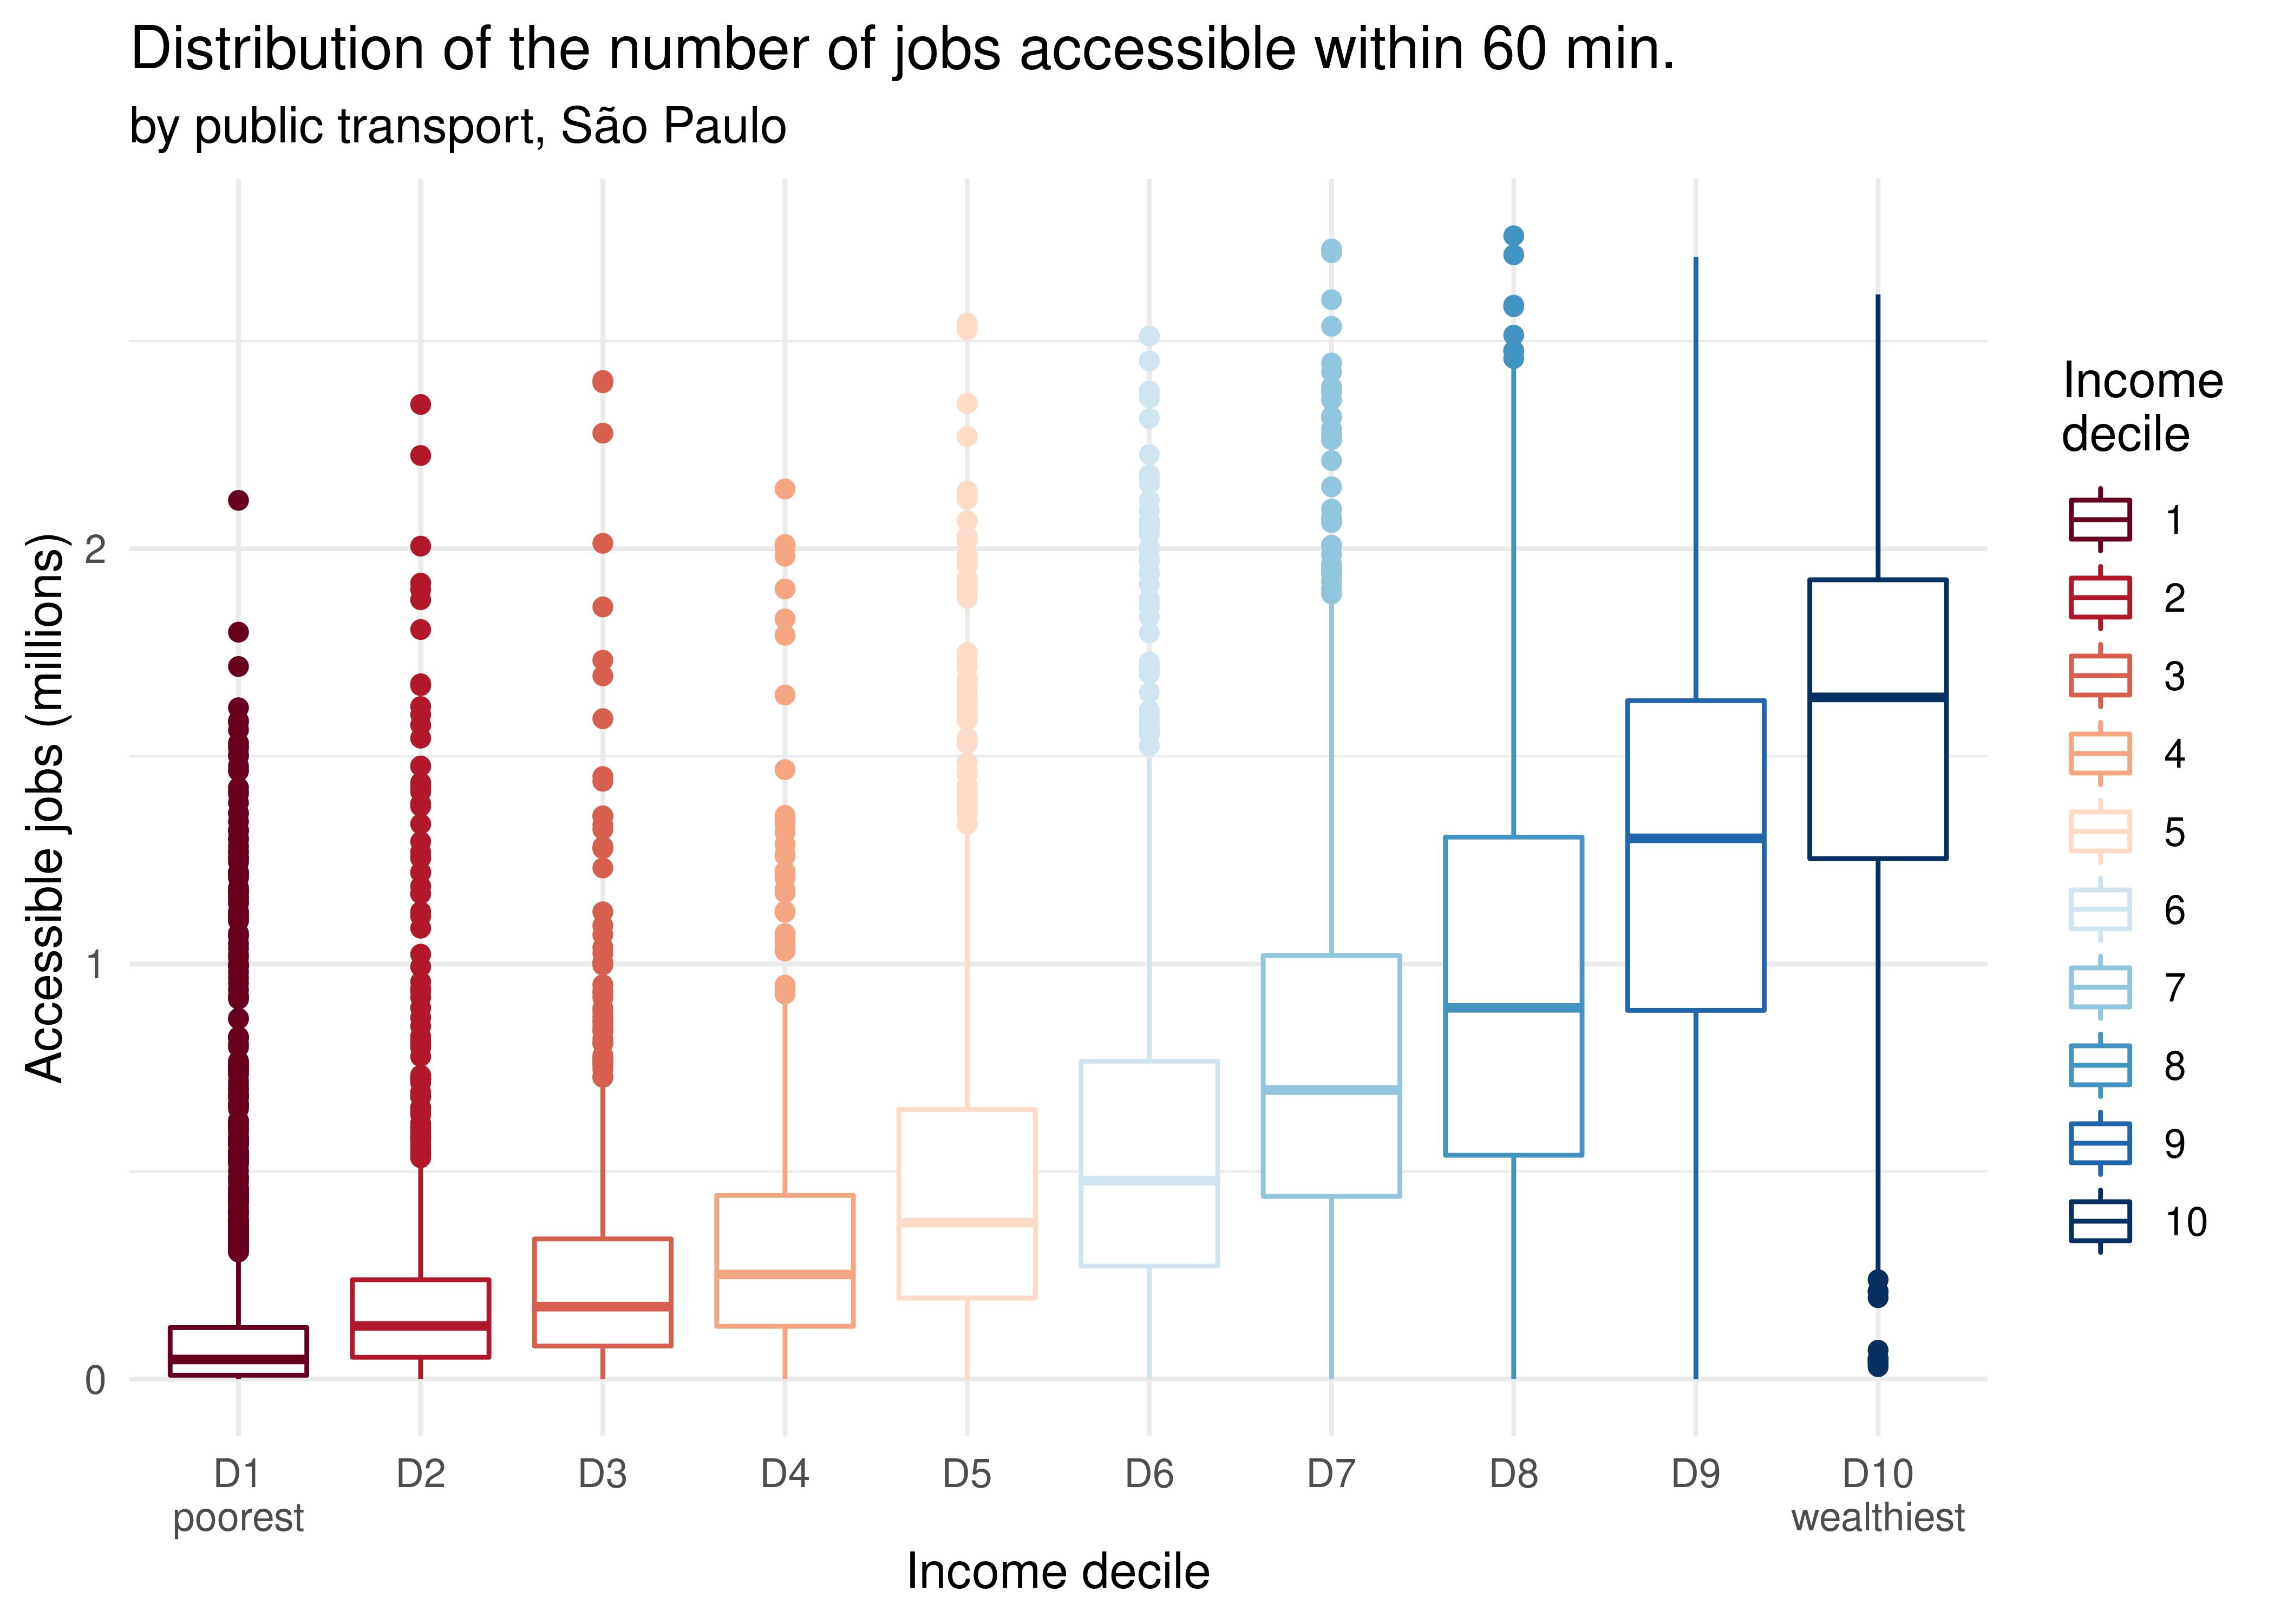 Distribution of the number of jobs accessible within 60 min.
by public transport, São Paulo
Accessible jobs (millions)
2
1
0
D1 D2 D3 D4 D5 D6 D7 D8 D9 D10
poorest wealthiest
Income decile
Income
decile
1
2
3
4
5
6
7
8
9
10